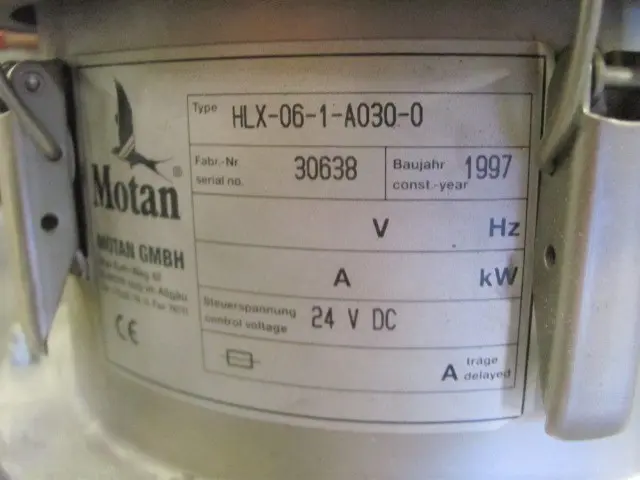 Type HLX-06-1-A030-0
Fabr.-Nr serial no. 30638
Baujahr const.-year 1997
Motan®
V Hz
MOTAN GMBH
A kW
Steuerspannung
control voltage 24 V DC
CE
A träge
delayed